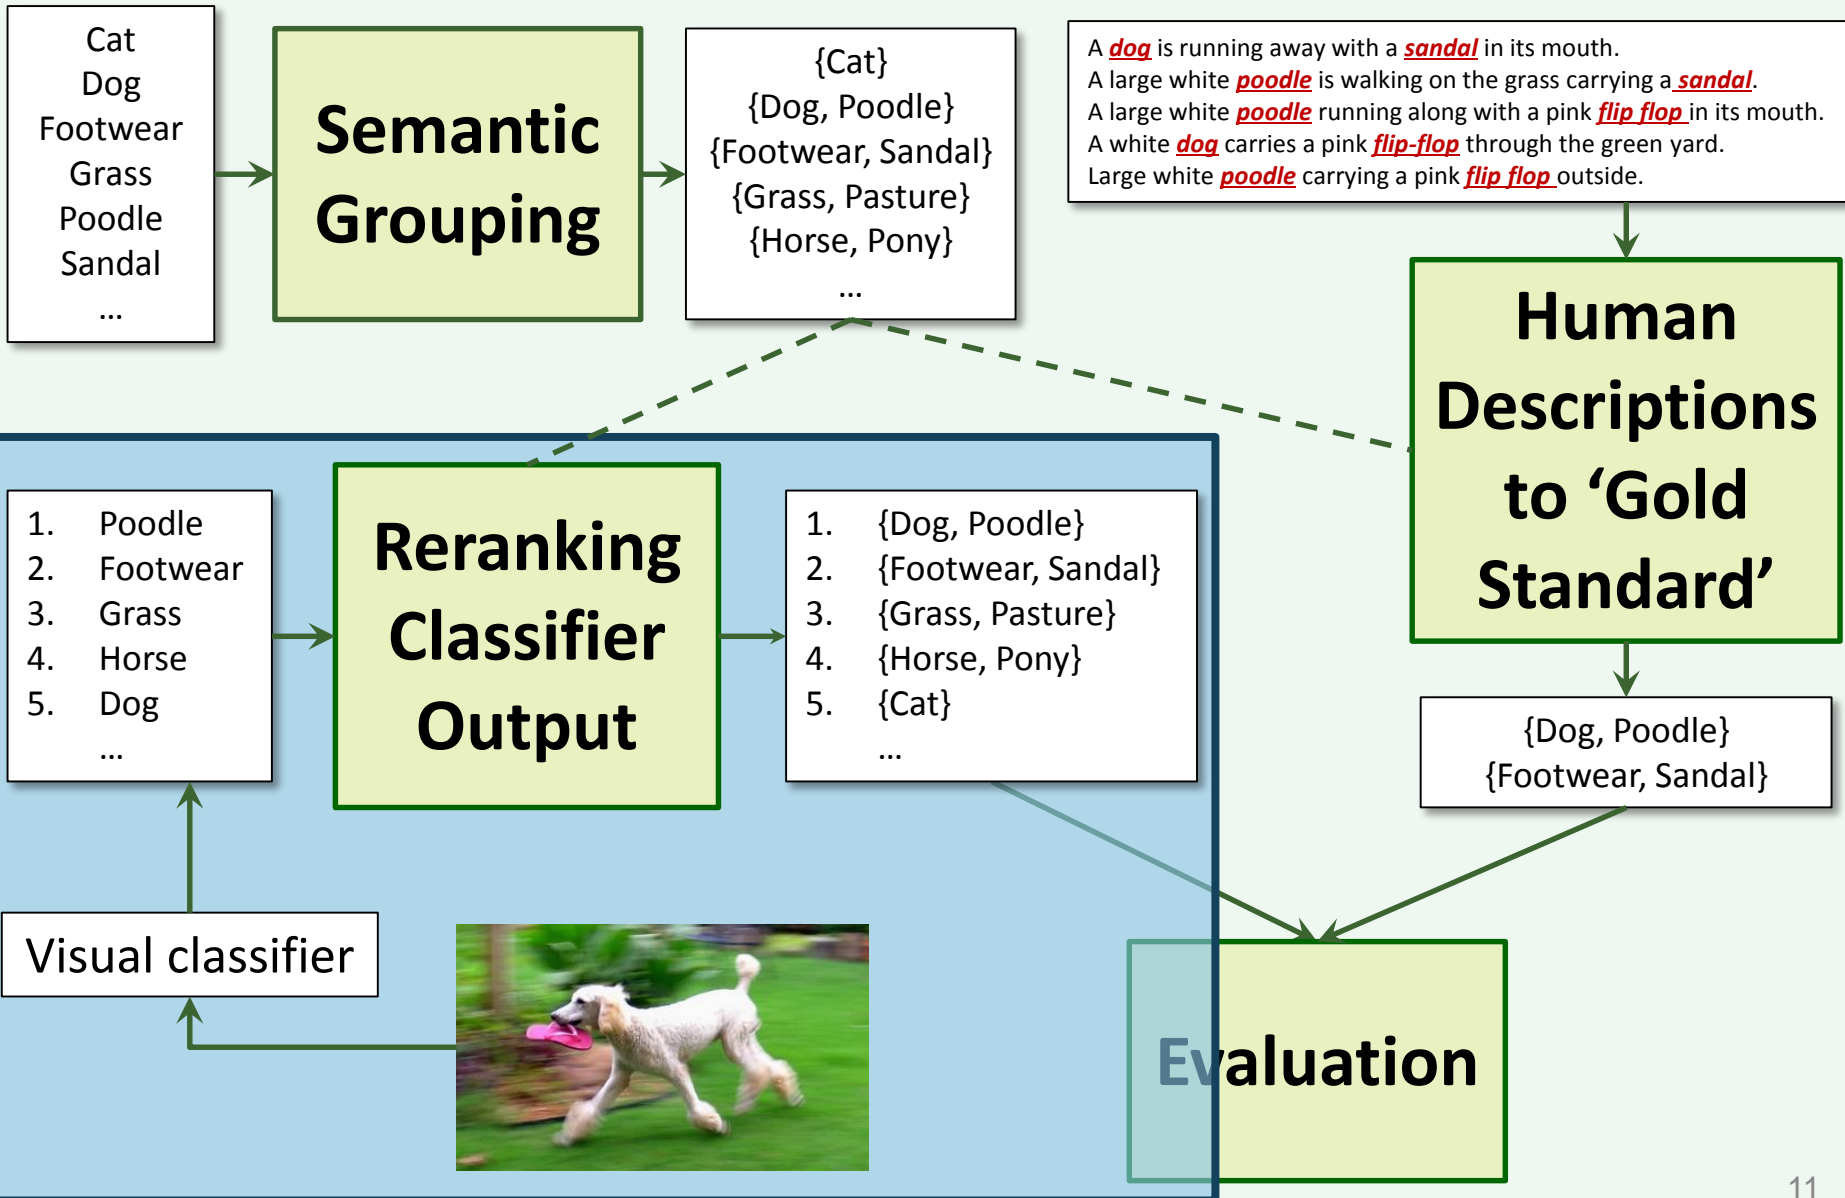 Cat
Dog
Footwear
Grass
Poodle
Sandal
...
Semantic
Grouping
{Cat}
{Dog, Poodle}
{Footwear, Sandal}
{Grass, Pasture}
{Horse, Pony}
...
A dog is running away with a sandal in its mouth.
A large white poodle is walking on the grass carrying a sandal.
A large white poodle running along with a pink flip flop in its mouth.
A white dog carries a pink flip-flop through the green yard.
Large white poodle carrying a pink flip flop outside.
Human
Descriptions
to ‘Gold
Standard’
1. Poodle
2. Footwear
3. Grass
4. Horse
5. Dog
...
Reranking
Classifier
Output
1. {Dog, Poodle}
2. {Footwear, Sandal}
3. {Grass, Pasture}
4. {Horse, Pony}
5. {Cat}
...
{Dog, Poodle}
{Footwear, Sandal}
Visual classifier
Evaluation
11